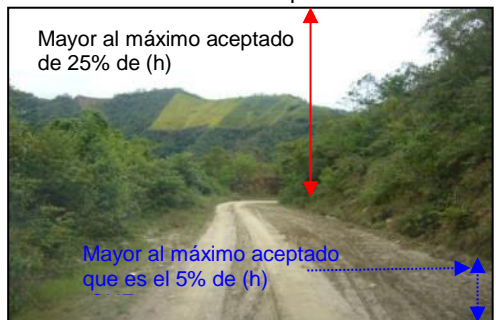 Mayor al máximo aceptado
de 25% de (h)
Mayor al máximo aceptado
que es el 5% de (h)